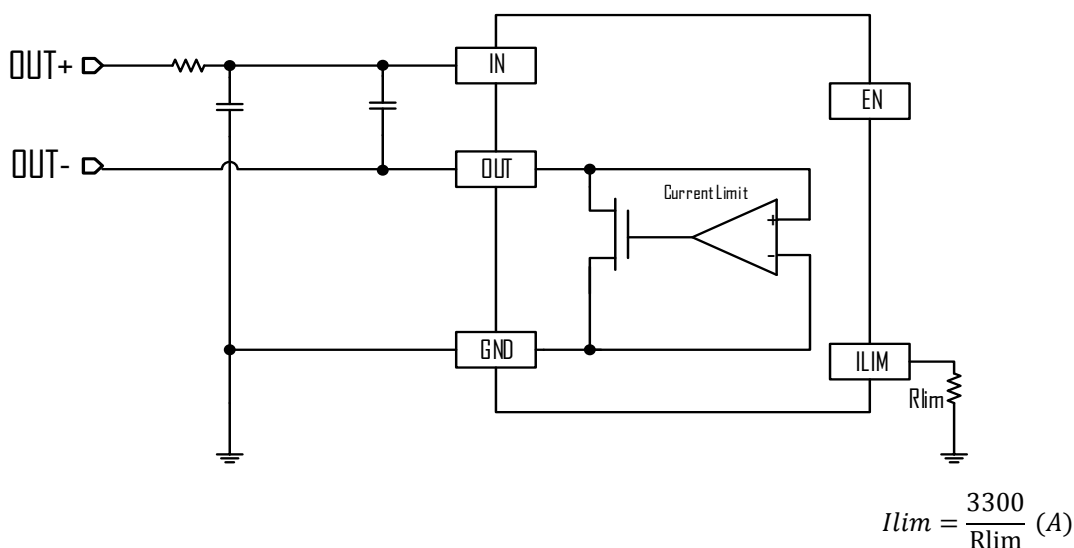 OUT+
IN
EN
OUT-
OUT
Current Limit
+
-
GND
ILIM
Rlim
Ilim = 3300/Rlim (A)